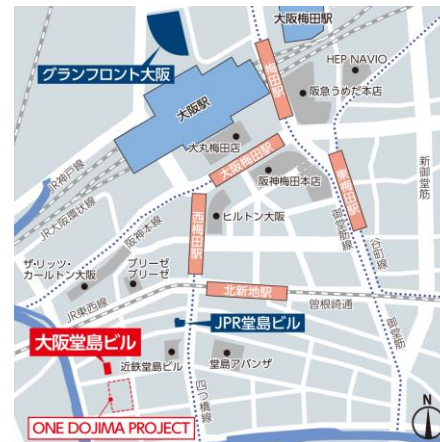 大阪梅田駅
グランフロント大阪
梅田駅
HEP NAVIO
阪急うめだ本店
大阪駅
大丸梅田店
大阪梅田駅
阪神梅田本店
東梅田駅
新御堂筋
JR神戸線
JR大阪環状線
阪神本線
西梅田駅
ヒルトン大阪
御堂筋線
谷町線
ザ・リッツ・
カールトン大阪
ブリーゼ
ブリーゼ
北新地駅
曽根崎通
JR東西線
大阪堂島ビル
JPR堂島ビル
御堂筋
近鉄堂島ビル
堂島アバンザ
四つ橋線
ONE DOJIMA PROJECT
N